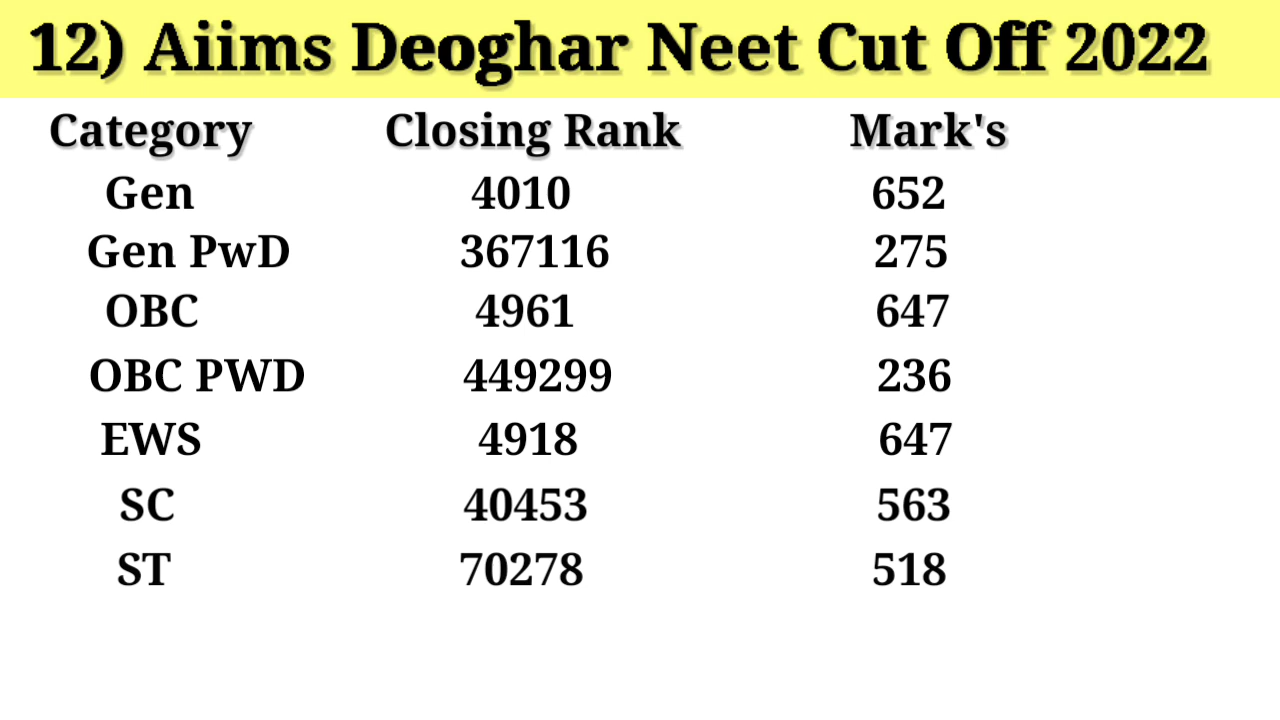 12) Aiims Deoghar Neet Cut Off 2022
Category Closing Rank Mark's
Gen 4010 652
Gen PwD 367116 275
OBC 4961 647
OBC PWD 449299 236
EWS 4918 647
SC 40453 563
ST 70278 518